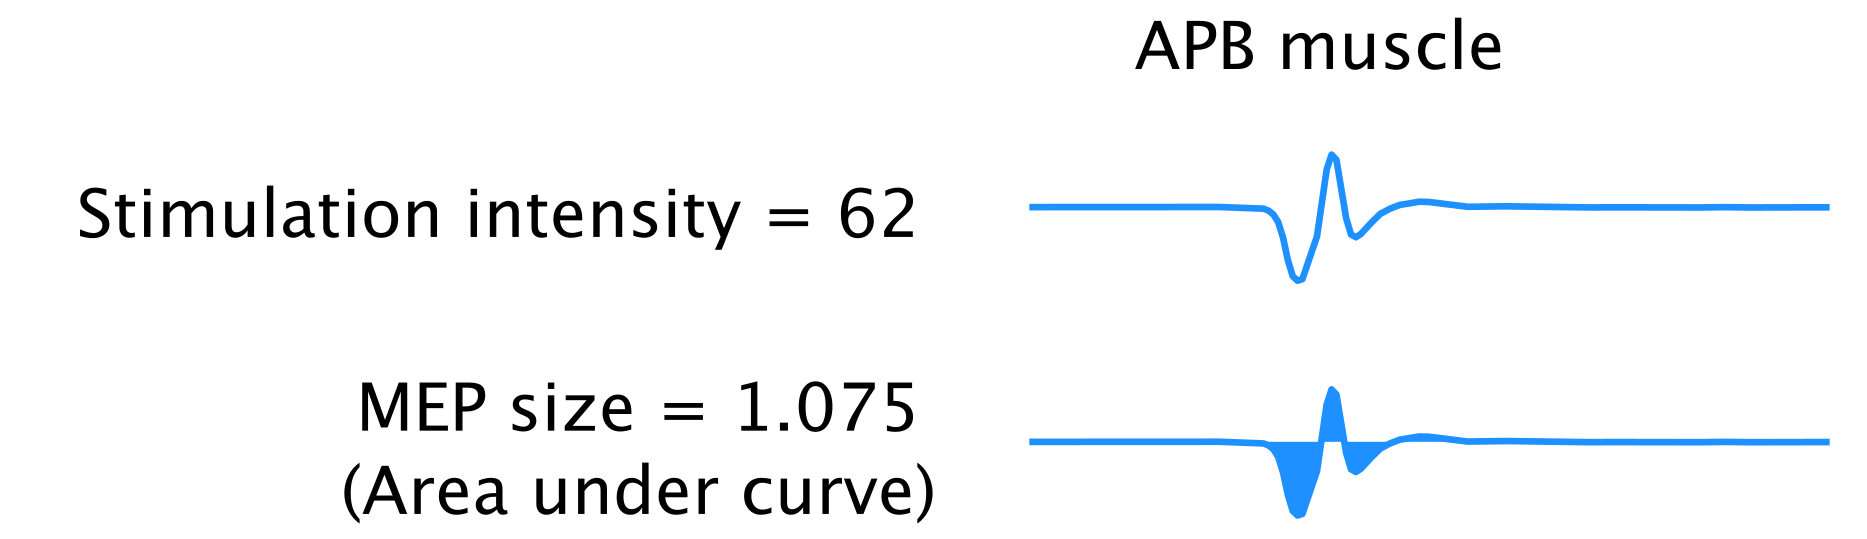 APB muscle
Stimulation intensity = 62
MEP size = 1.075
(Area under curve)